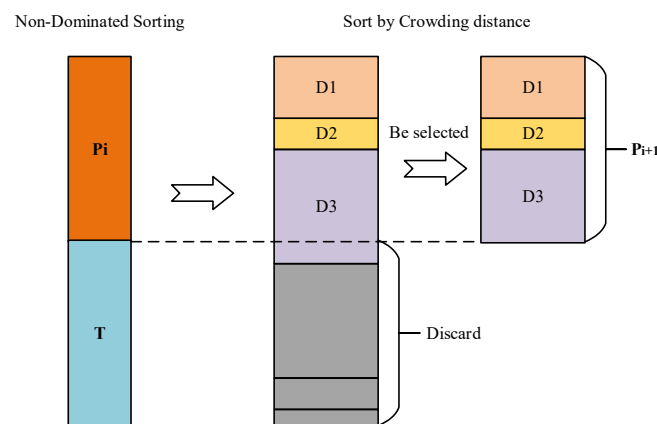 Non-Dominated Sorting
Sort by Crowding distance
Pi
T
D1
D2
D3
Be selected
D1
D2
D3
Pi+1
Discard